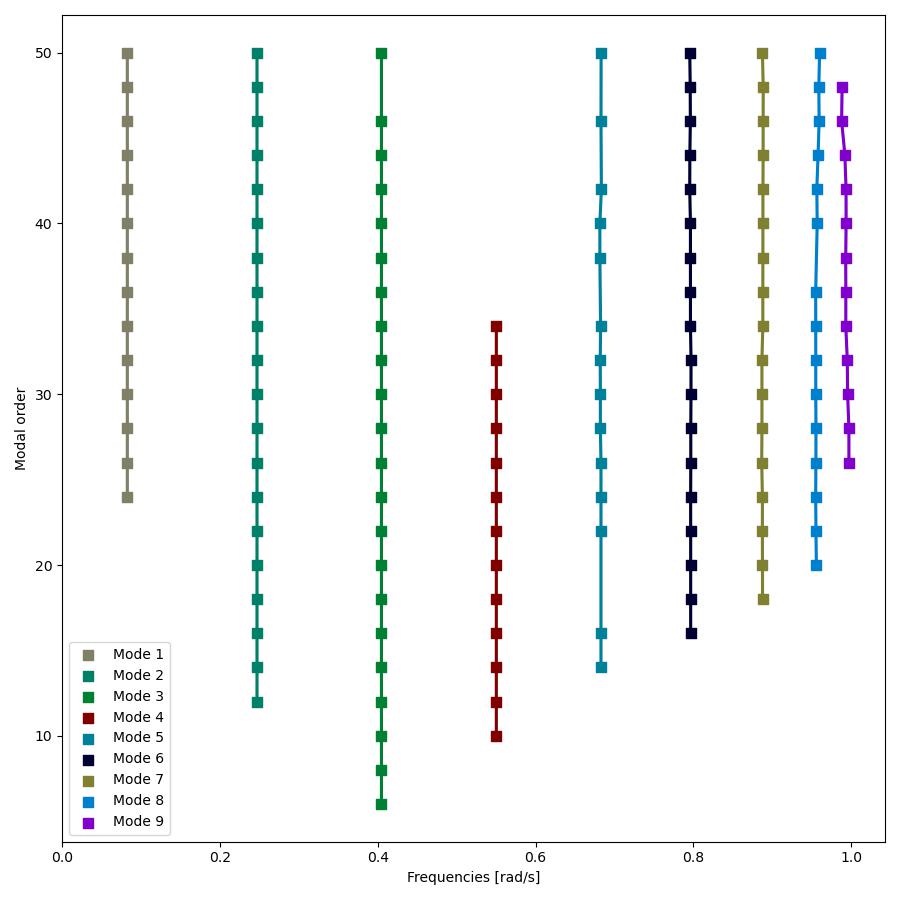 50
40
30
20
10
Modal order
Mode 1
Mode 2
Mode 3
Mode 4
Mode 5
Mode 6
Mode 7
Mode 8
Mode 9
0.0 0.2 0.4 0.6 0.8 1.0
Frequencies [rad/s]